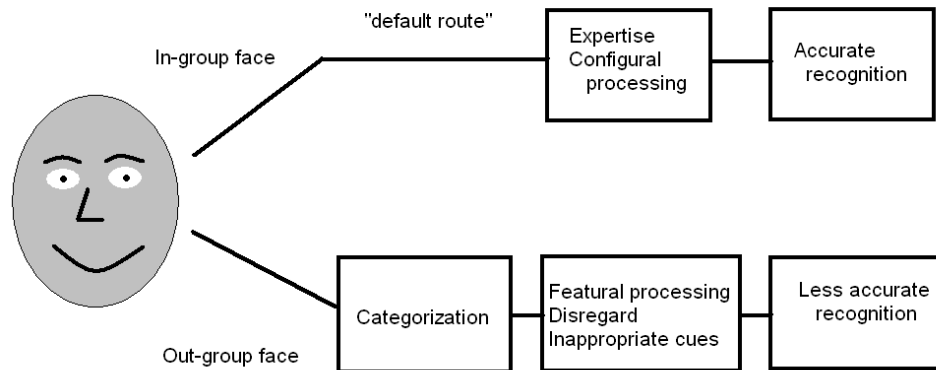 "default route"
In-group face
Expertise
Configural
processing
Accurate
recognition
Categorization
Featural processing
Disregard
Inappropriate cues
Less accurate
recognition
Out-group face